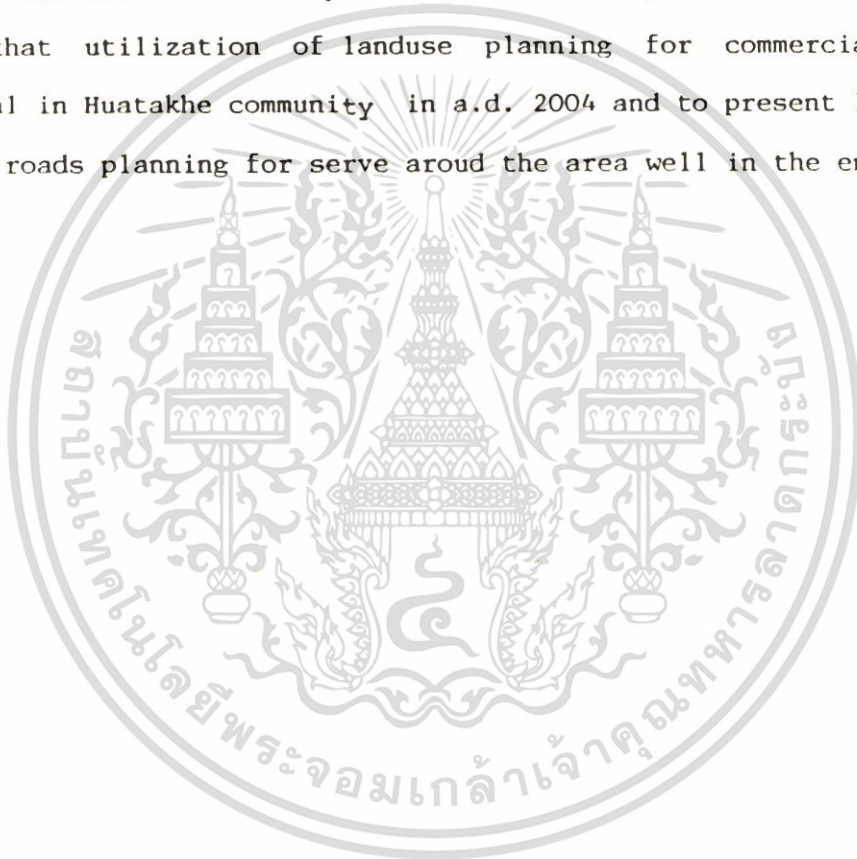 that utilization of landuse planning for commercia
al in Huatakhe community in a.d. 2004 and to present
roads planning for serve aroud the area well in the
สถาบันเทคโนโลยีพระจอมเกล้าเจ้าคุณทหารลาดกระบัง